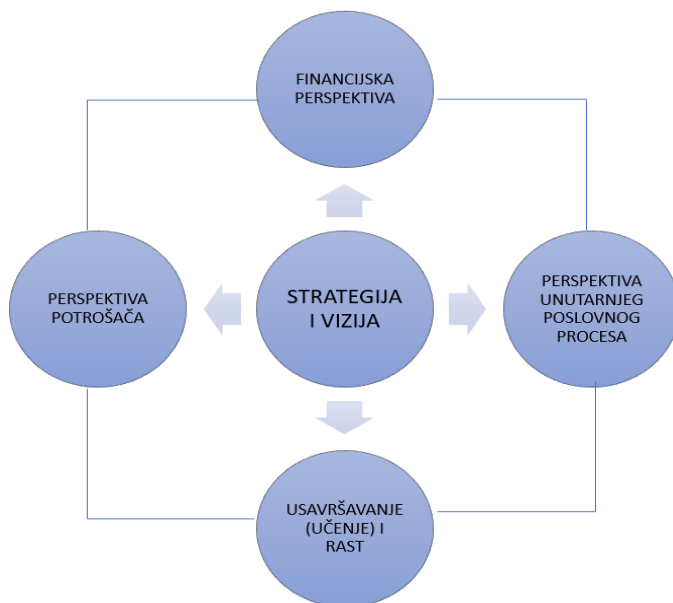 FINANCIJSKA
PERSPEKTIVA
PERSPEKTIVA
POTROŠAČA
STRATEGIJA
I VIZIJA
PERSPEKTIVA
UNUTARNJEG
POSLOVNOG
PROCESA
USAVRŠAVANJE
(UČENJE) I
RAST